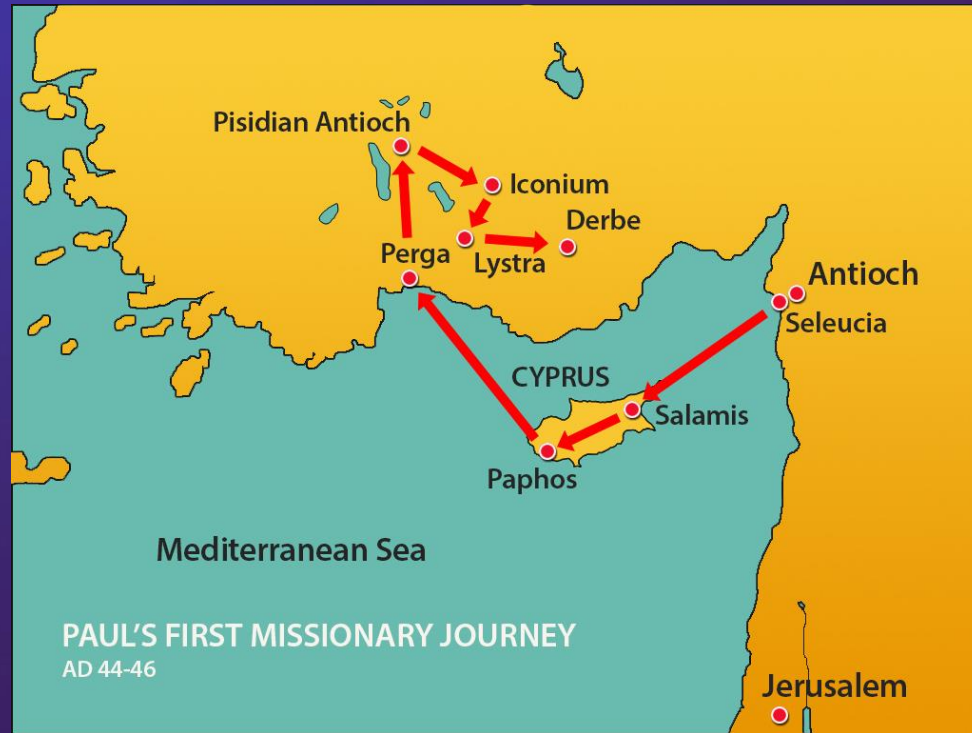 Pisidian Antioch
Iconium
Derbe
Perga
Lystra
Antioch
Seleucia
CYPRUS
Salamis
Paphos
Mediterranean Sea
PAUL'S FIRST MISSIONARY JOURNEY
AD 44-46
Jerusalem